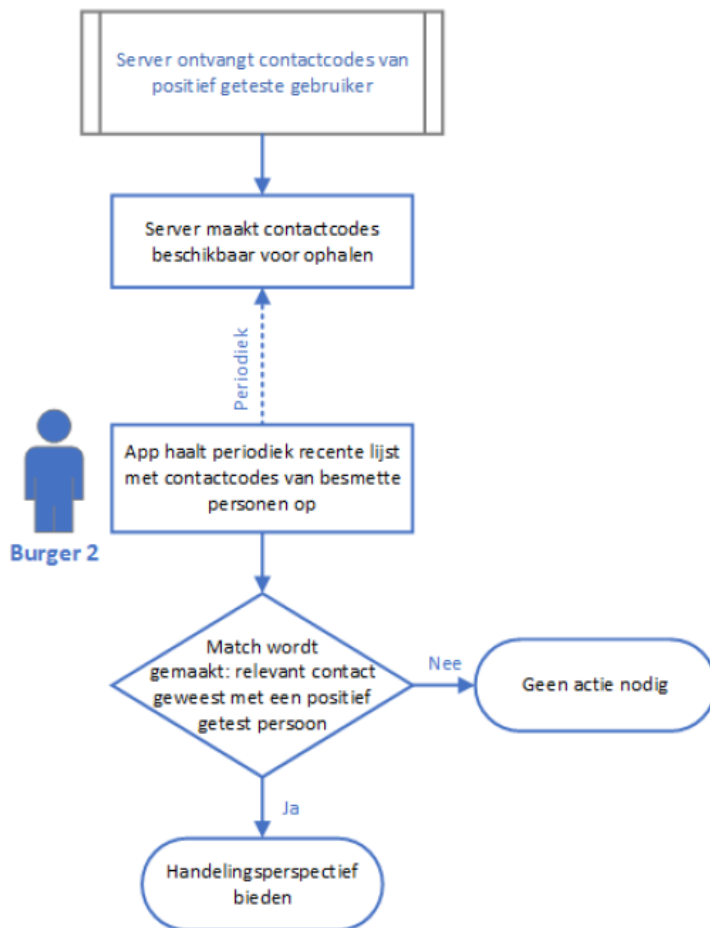 Server ontvangt contactcodes van
positief geteste gebruiker
Server maakt contactcodes
beschikbaar voor ophalen
Periodiek
App haalt periodiek recente lijst
met contactcodes van besmette
personen op
Burger 2
Match wordt
gemaakt: relevant contact
geweest met een positief
getest persoon
Nee
Geen actie nodig
Ja
Handelingsperspectief
bieden